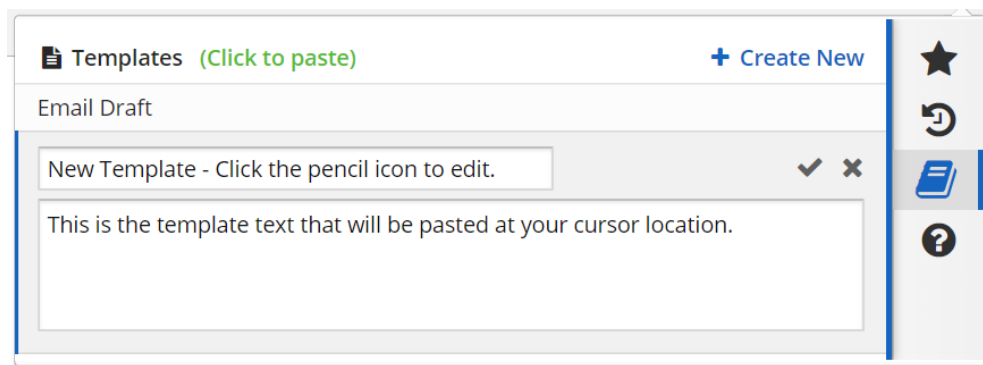 Templates (Click to paste) + Create New
Email Draft
New Template - Click the pencil icon to edit.
This is the template text that will be pasted at your cursor location.